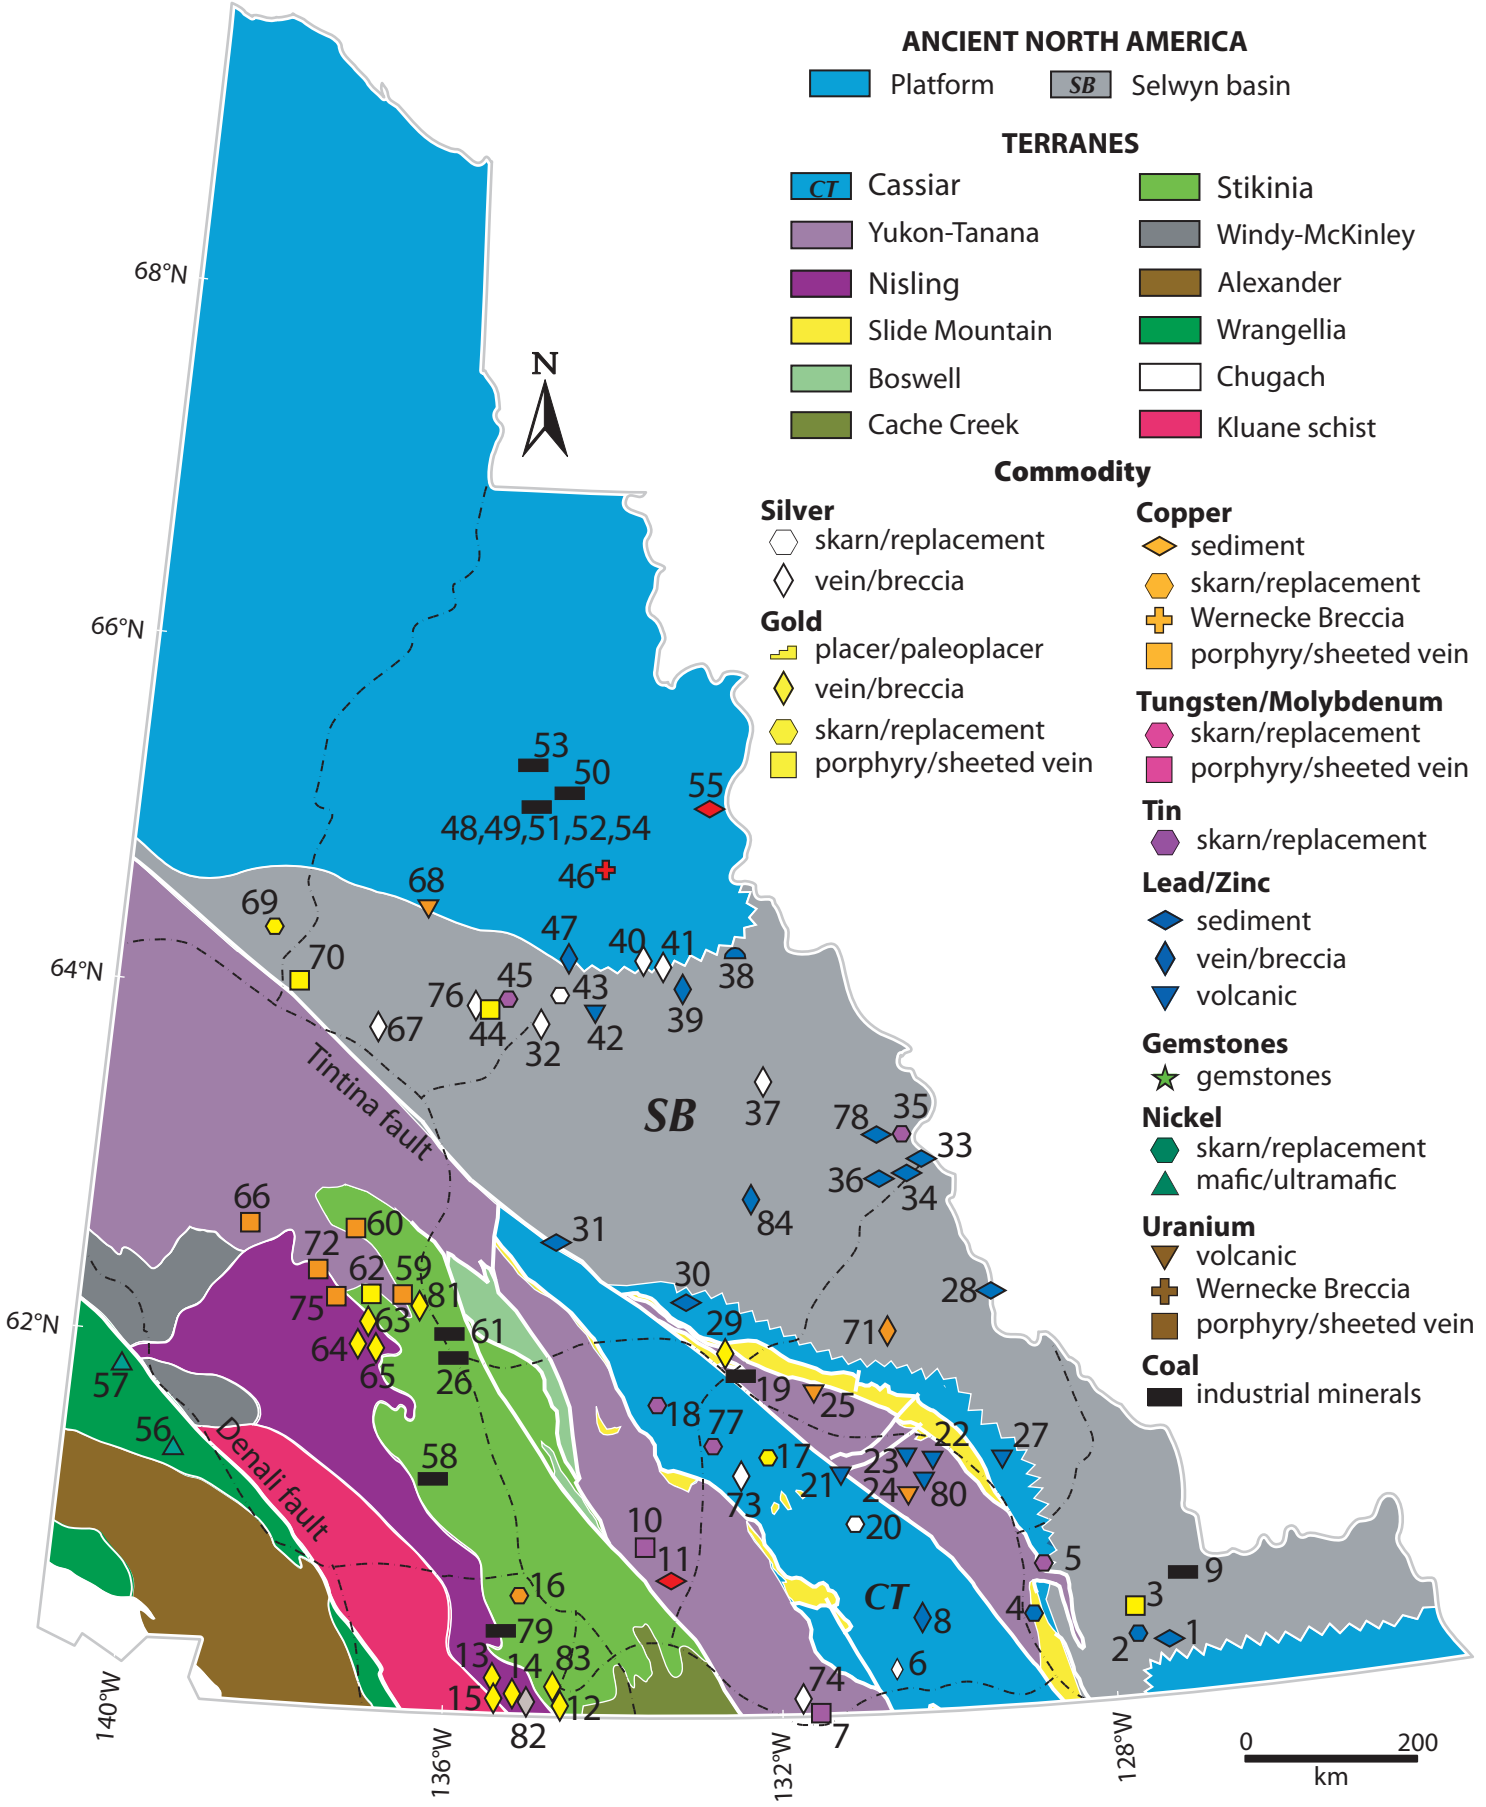 ANCIENT NORTH AMERICA
Platform
SB
Selwyn basin
TERRANES
CT
Cassiar
Yukon-Tanana
Nisling
Slide Mountain
Boswell
Cache Creek
Stikinia
Windy-McKinley
Alexander
Wrangellia
Chugach
Kluane schist
Commodity
Silver
skarn/replacement
vein/breccia
Gold
placer/paleoplacer
vein/breccia
skarn/replacement
porphyry/sheeted vein
Copper
sediment
skarn/replacement
Wernecke Breccia
porphyry/sheeted vein
Tungsten/Molybdenum
skarn/replacement
porphyry/sheeted vein
Tin
skarn/replacement
Lead/Zinc
sediment
vein/breccia
volcanic
Gemstones
gemstones
Nickel
skarn/replacement
mafic/ultramafic
Uranium
volcanic
Wernecke Breccia
porphyry/sheeted vein
Coal
industrial minerals
N
68°N
66°N
64°N
62°N
53
50
48,49,51,52,54
55
46
68
69
70
47
40
41
38
76
45
43
39
44
32
42
67
Tintina fault
SB
37
78
35
33
36
34
84
31
66
60
72
62
59
75
81
63
64
65
61
26
30
28
29
71
57
56
19
25
18
77
17
23
22
27
21
24
80
73
20
58
Denali fault
10
11
5
9
16
CT
3
4
8
2
1
79
13
14
83
6
15
12
74
82
7
140°W
136°W
132°W
128°W
0
200
km